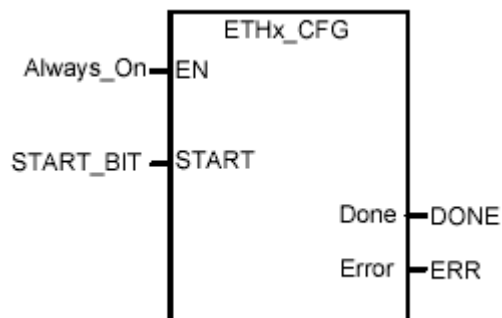 ETHx_CFG
Always_On EN
START_BIT START
Done DONE
Error ERR